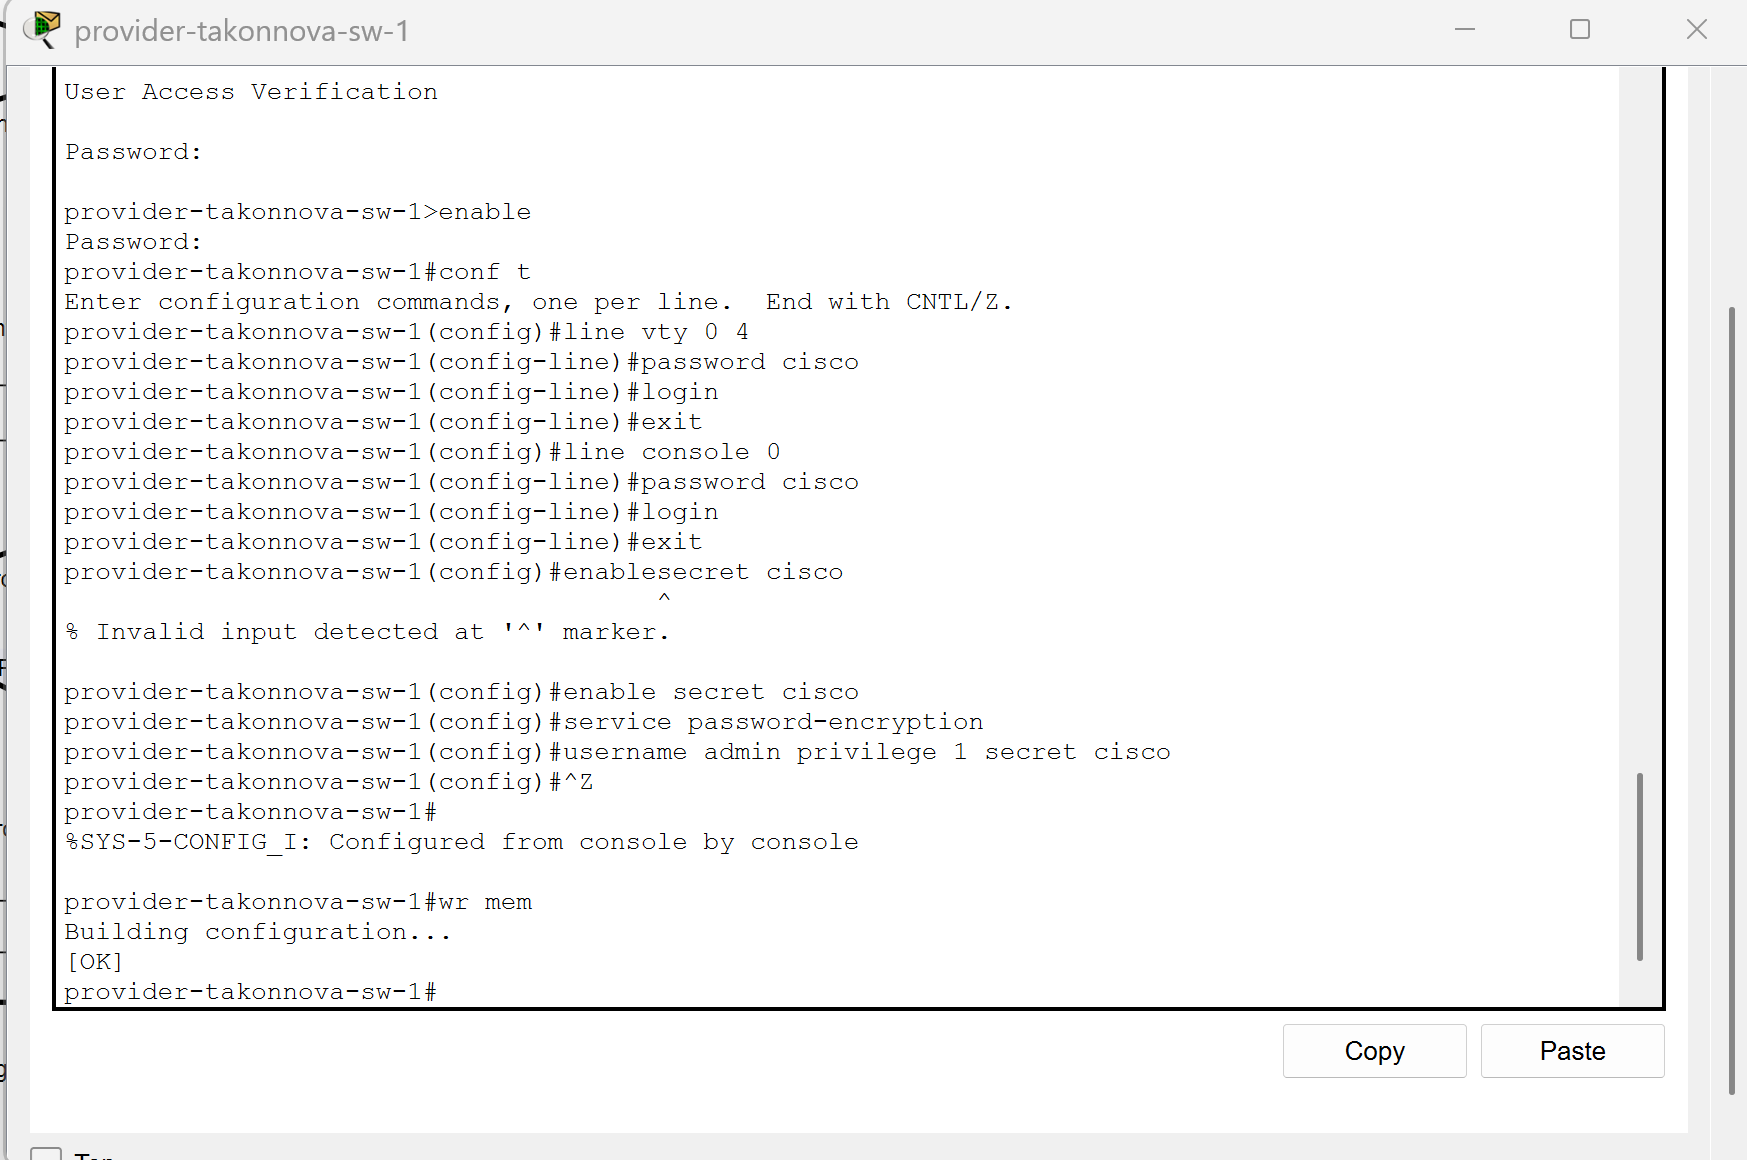 provider-takonnova-sw-1
User Access Verification
Password:
provider-takonnova-sw-1>enable
Password:
provider-takonnova-sw-1#conf t
Enter configuration commands, one per line.  End with CNTL/Z.
provider-takonnova-sw-1(config)#line vty 0 4
provider-takonnova-sw-1(config-line)#password cisco
provider-takonnova-sw-1(config-line)#login
provider-takonnova-sw-1(config-line)#exit
provider-takonnova-sw-1(config)#line console 0
provider-takonnova-sw-1(config-line)#password cisco
provider-takonnova-sw-1(config-line)#login
provider-takonnova-sw-1(config-line)#exit
provider-takonnova-sw-1(config)#enablesecret cisco
^
% Invalid input detected at '^' marker.
provider-takonnova-sw-1(config)#enable secret cisco
provider-takonnova-sw-1(config)#service password-encryption
provider-takonnova-sw-1(config)#username admin privilege 1 secret cisco
provider-takonnova-sw-1(config)#^Z
provider-takonnova-sw-1#
%SYS-5-CONFIG_I: Configured from console by console
provider-takonnova-sw-1#wr mem
Building configuration...
[OK]
provider-takonnova-sw-1#
Copy
Paste